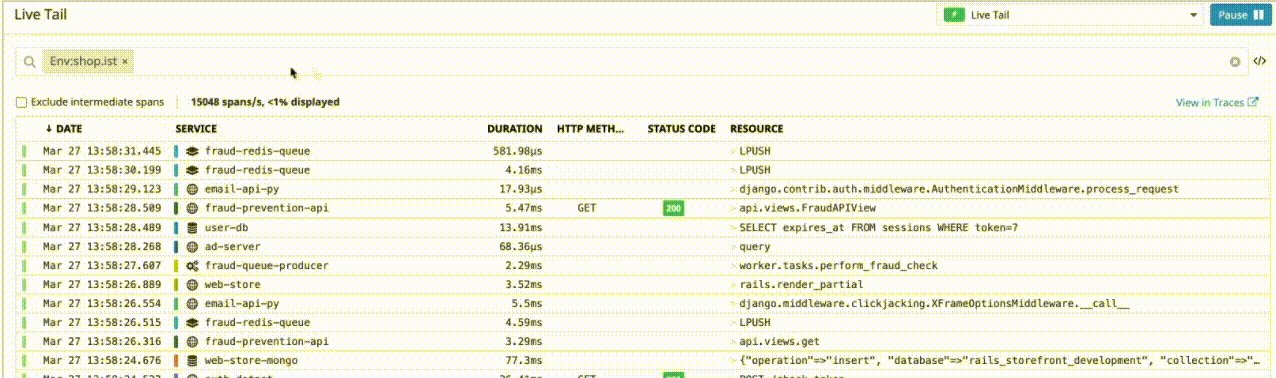 Live Tail
Live Tail
Pause
Env:shop.ist ×
</>
Exclude intermediate spans 15048 spans/s, <1% displayed View in Traces
↓ DATE SERVICE DURATION HTTP METH... STATUS CODE RESOURCE
Mar 27 13:58:31.445 fraud-redis-queue 581.98μs LPUSH
Mar 27 13:58:30.199 fraud-redis-queue 4.16ms LPUSH
Mar 27 13:58:29.123 email-api-py 17.93μs django.contrib.auth.middleware.AuthenticationMiddleware.process_request
Mar 27 13:58:28.509 fraud-prevention-api 5.47ms GET 200 api.views.FraudAPIView
Mar 27 13:58:28.489 user-db 13.91ms SELECT expires_at FROM sessions WHERE token=?
Mar 27 13:58:28.268 ad-server 68.36μs query
Mar 27 13:58:27.607 fraud-queue-producer 2.29ms worker.tasks.perform_fraud_check
Mar 27 13:58:26.889 web-store 3.52ms rails.render_partial
Mar 27 13:58:26.554 email-api-py 5.5ms django.middleware.clickjacking.XFrameOptionsMiddleware.__call__
Mar 27 13:58:26.515 fraud-redis-queue 4.59ms LPUSH
Mar 27 13:58:26.316 fraud-prevention-api 3.29ms api.views.get
Mar 27 13:58:24.676 web-store-mongo 77.3ms {"operation"=>"insert", "database"=>"rails_storefront_development", "collection"=>"...